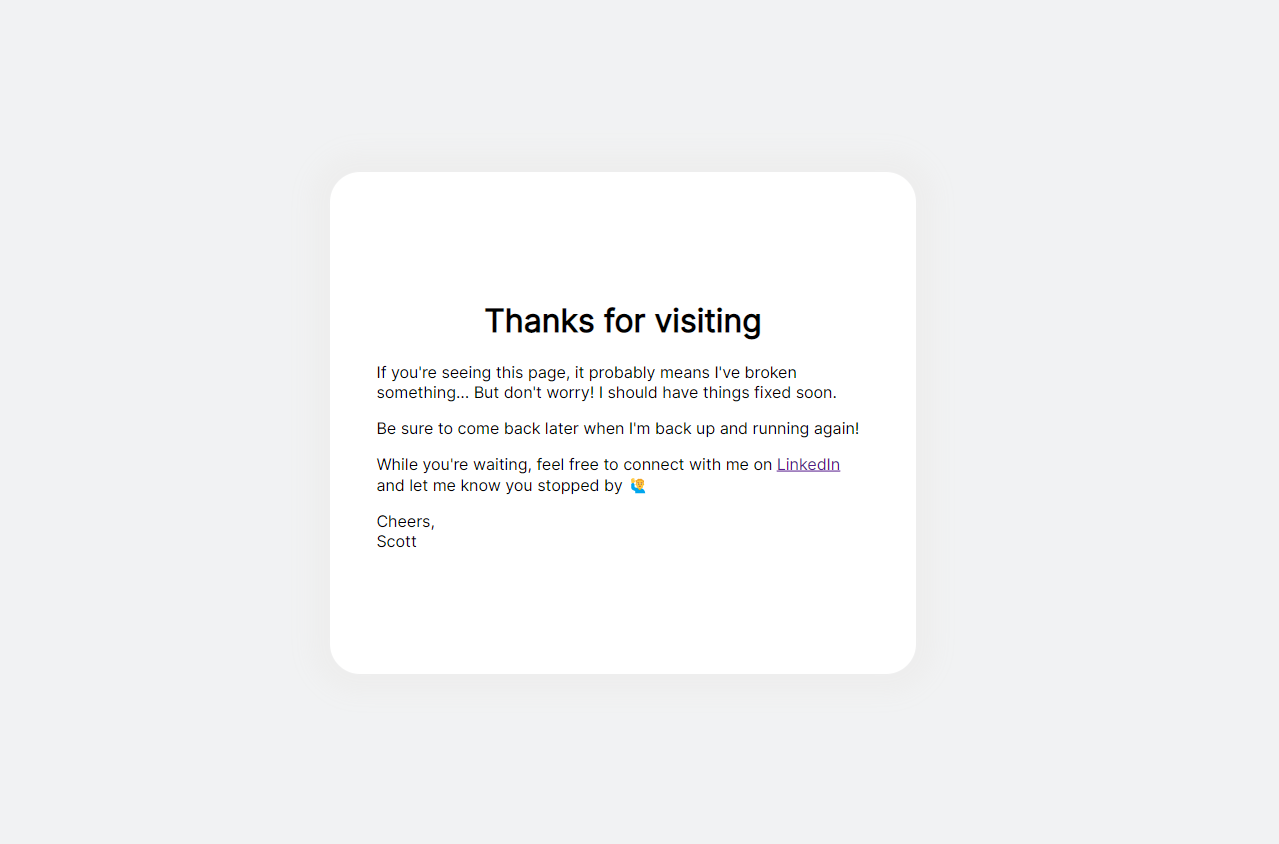 Thanks for visiting
If you're seeing this page, it probably means I've broken
something... But don't worry! I should have things fixed soon.
Be sure to come back later when I'm back up and running again!
While you're waiting, feel free to connect with me on LinkedIn
and let me know you stopped by 🙋‍♂️
Cheers,
Scott